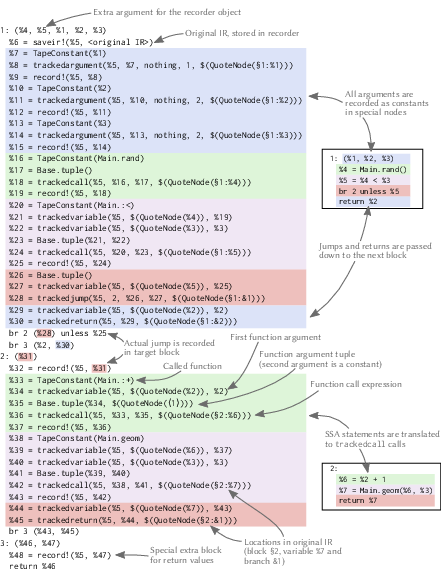 Extra argument for the recorder object
1: (%4, %5, %1, %2, %3)
Original IR, stored in recorder
%6 = saveir!(%5, <original IR>)
%7 = TapeConstant(%1)
%8 = trackedargument(%5, %7, nothing, 1, $(QuoteNode(§1:%1)))
%9 = record!(%5, %8)
%10 = TapeConstant(%2)
%11 = trackedargument(%5, %10, nothing, 2, $(QuoteNode(§1:%2)))
%12 = record!(%5, %11)
%13 = TapeConstant(%3)
%14 = trackedargument(%5, %13, nothing, 2, $(QuoteNode(§1:%3)))
%15 = record!(%5, %14)
%16 = TapeConstant(Main.rand)
%17 = Base.tuple()
%18 = trackedcall(%5, %16, %17, $(QuoteNode(§1:%4)))
%19 = record!(%5, %18)
%20 = TapeConstant(Main.:<)
%21 = trackedvariable(%5, $(QuoteNode(%4)), %19)
%22 = trackedvariable(%5, $(QuoteNode(%3)), %3)
%23 = Base.tuple(%21, %22)
%24 = trackedcall(%5, %20, %23, $(QuoteNode(§1:%5)))
%25 = record!(%5, %24)
%26 = Base.tuple()
%27 = trackedvariable(%5, $(QuoteNode(%5)), %25)
%28 = trackedjump(%5, 2, %26, %27, $(QuoteNode(§1:&1)))
%29 = trackedvariable(%5, $(QuoteNode(%2)), %2)
%30 = trackedreturn(%5, %29, $(QuoteNode(§1:&2)))
br 2 (%28) unless %25
br 3 (%2, %30)
2: (%31)
%32 = record!(%5, %31)
%33 = TapeConstant(Main.:+)
%34 = trackedvariable(%5, $(QuoteNode(%2)), %2)
%35 = Base.tuple(%34, $(QuoteNode(⟨1⟩)))
%36 = trackedcall(%5, %33, %35, $(QuoteNode(§2:%6)))
%37 = record!(%5, %36)
%38 = TapeConstant(Main.geom)
%39 = trackedvariable(%5, $(QuoteNode(%6)), %37)
%40 = trackedvariable(%5, $(QuoteNode(%3)), %3)
%41 = Base.tuple(%39, %40)
%42 = trackedcall(%5, %38, %41, $(QuoteNode(§2:%7)))
%43 = record!(%5, %42)
%44 = trackedvariable(%5, $(QuoteNode(%7)), %43)
%45 = trackedreturn(%5, %44, $(QuoteNode(§2:&1)))
br 3 (%43, %45)
3: (%46, %47)
%48 = record!(%5, %47)
return %46
All arguments are
recorded as constants
in special nodes
1: (%1, %2, %3)
%4 = Main.rand()
%5 = %4 < %3
br 2 unless %5
return %2
Jumps and returns are passed
down to the next block
Actual jump is recorded
in target block
Called function
First function argument
Function argument tuple
(second argument is a constant)
Function call expression
SSA statements are translated
to trackedcall calls
2:
%6 = %2 + 1
%7 = Main.geom(%6, %3)
return %7
Special extra block
for return values
Locations in original IR
(block §2, variable %7 and
branch &1)